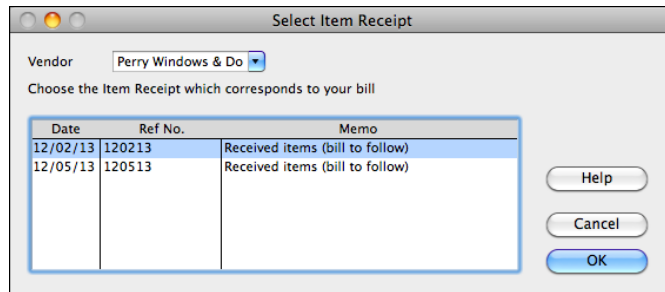 Select Item Receipt
Vendor Perry Windows & Do
Choose the Item Receipt which corresponds to your bill
Date Ref No. Memo
12/02/13 120213 Received items (bill to follow)
12/05/13 120513 Received items (bill to follow)
Help
Cancel
OK